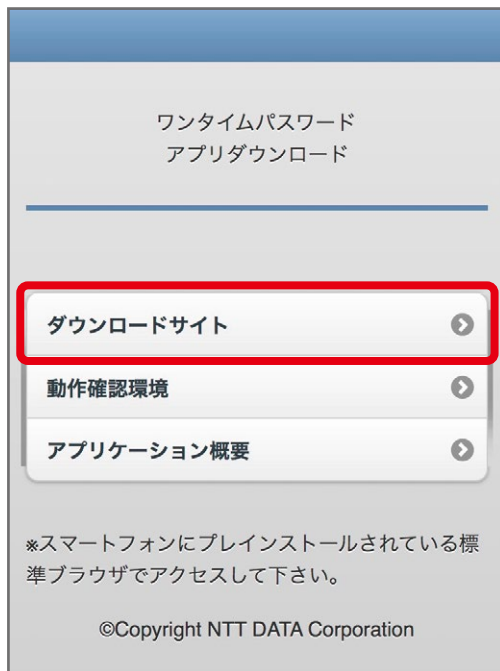 ワンタイムパスワード
アプリダウンロード
ダウンロードサイト
動作確認環境
アプリケーション概要
※スマートフォンにプレインストールされている標
準ブラウザでアクセスして下さい。
©Copyright NTT DATA Corporation